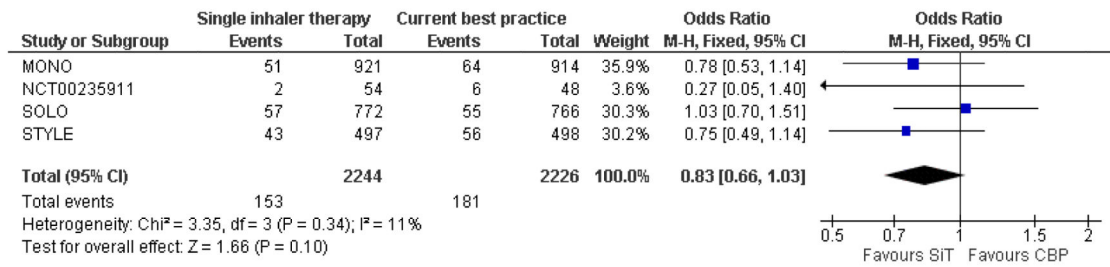 Single inhaler therapy Current best practice Odds Ratio Odds Ratio
Study or Subgroup Events Total Events Total Weight M-H, Fixed, 95% CI M-H, Fixed, 95% CI
MONO 51 921 64 914 35.9% 0.78 [0.53, 1.14]
NCT00235911 2 54 6 48 3.6% 0.27 [0.05, 1.40]
SOLO 57 772 55 766 30.3% 1.03 [0.70, 1.51]
STYLE 43 497 56 498 30.2% 0.75 [0.49, 1.14]
Total (95% CI) 2244 2226 100.0% 0.83 [0.66, 1.03]
Total events 153 181
Heterogeneity: Chi² = 3.35, df = 3 (P = 0.34); I² = 11%
Test for overall effect: Z = 1.66 (P = 0.10)
0.5 0.7 1 1.5 2
Favours SiT Favours CBP